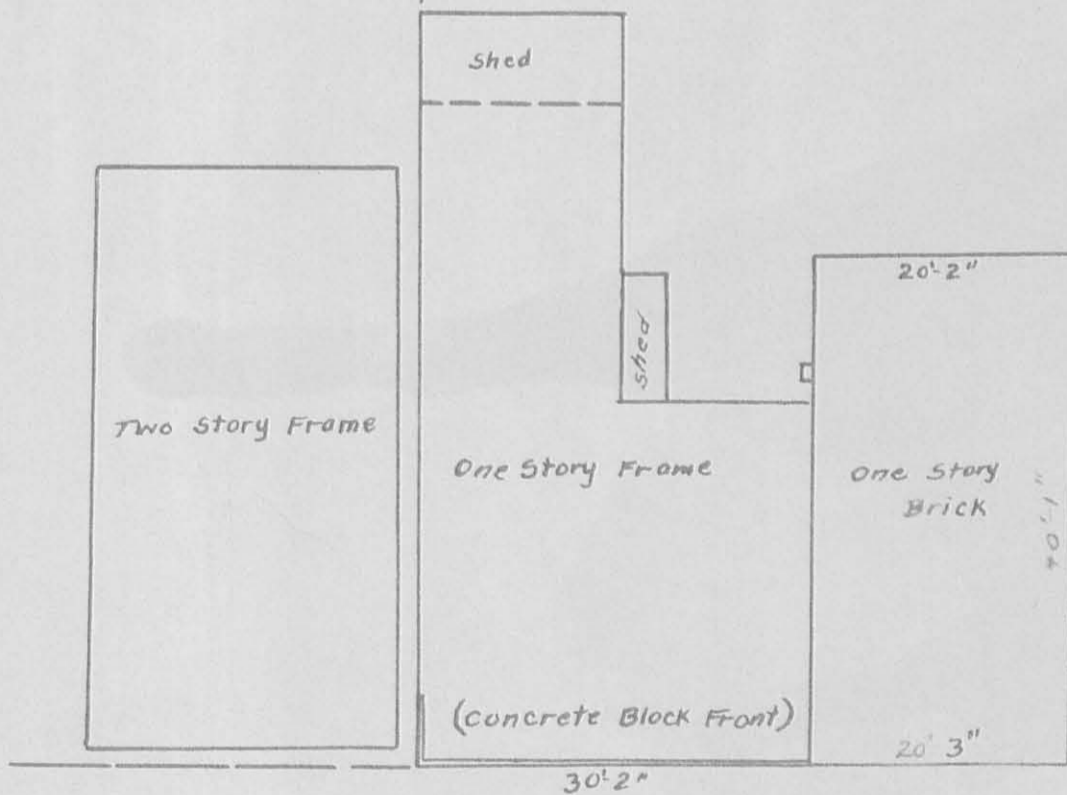 shed
20'-2"
shed
Two Story Frame
One Story Frame
One Story
Brick
40'-1"
(Concrete Block Front)
20' 3"
30'-2"